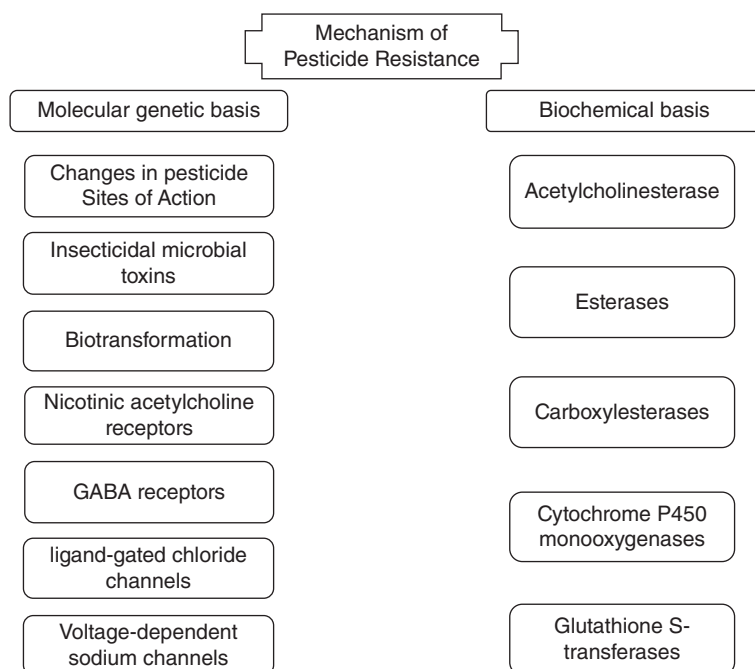 Mechanism of
Pesticide Resistance
Molecular genetic basis
Changes in pesticide
Sites of Action
Insecticidal microbial
toxins
Biotransformation
Nicotinic acetylcholine
receptors
GABA receptors
ligand-gated chloride
channels
Voltage-dependent
sodium channels
Biochemical basis
Acetylcholinesterase
Esterases
Carboxylesterases
Cytochrome P450
monooxygenases
Glutathione S-
transferases